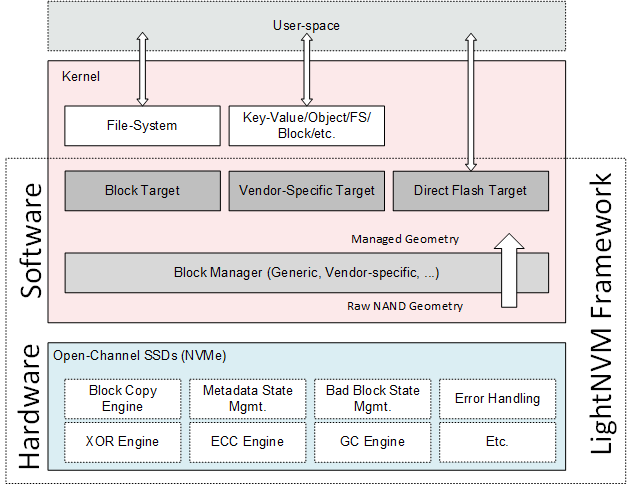 User-space
Kernel
File-System
Key-Value/Object/FS/
Block/etc.
Block Target
Vendor-Specific Target
Direct Flash Target
Managed Geometry
Block Manager (Generic, Vendor-specific, ...)
Raw NAND Geometry
Software
Open-Channel SSDs (NVMe)
Block Copy
Engine
Metadata State
Mgmt.
Bad Block State
Mgmt.
Error Handling
XOR Engine
ECC Engine
GC Engine
Etc.
Hardware
LightNVM Framework